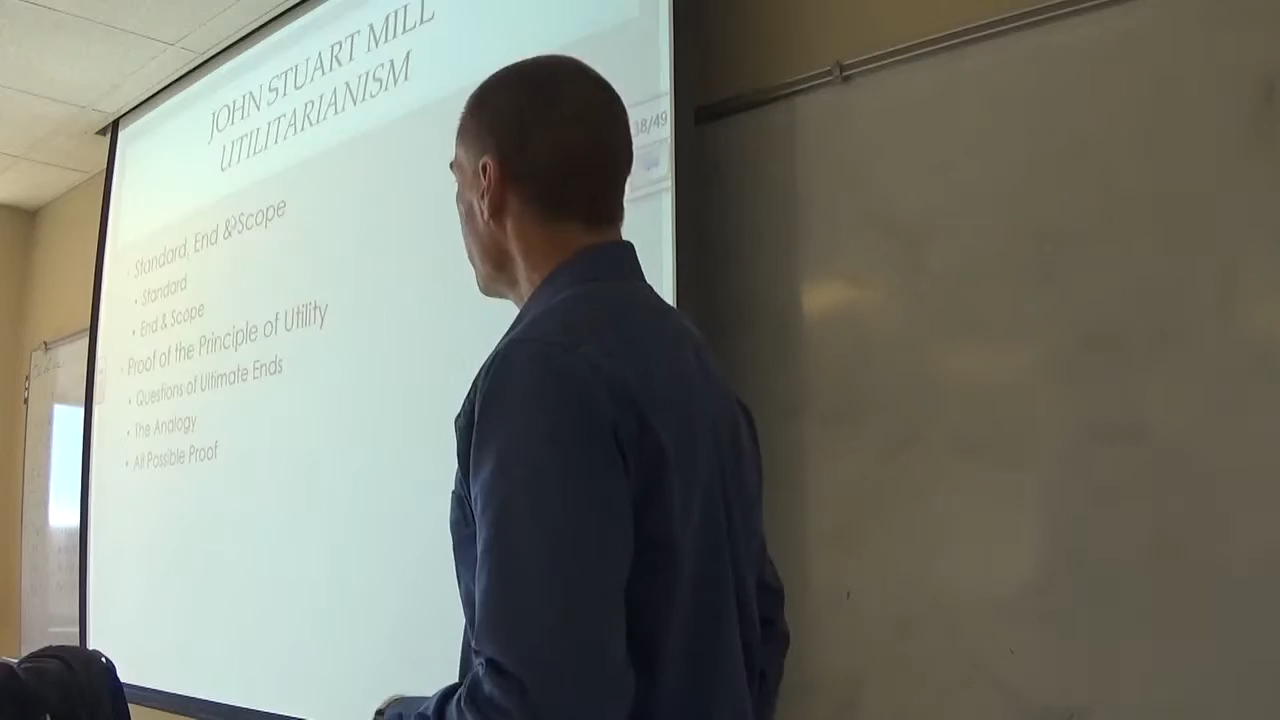 JOHN STUART MILL
UTILITARIANISM
38/49
Standard, End & Scope
Standard
End & Scope
Proof of the Principle of Utility
Questions of Ultimate Ends
The Analogy
All Possible Proof